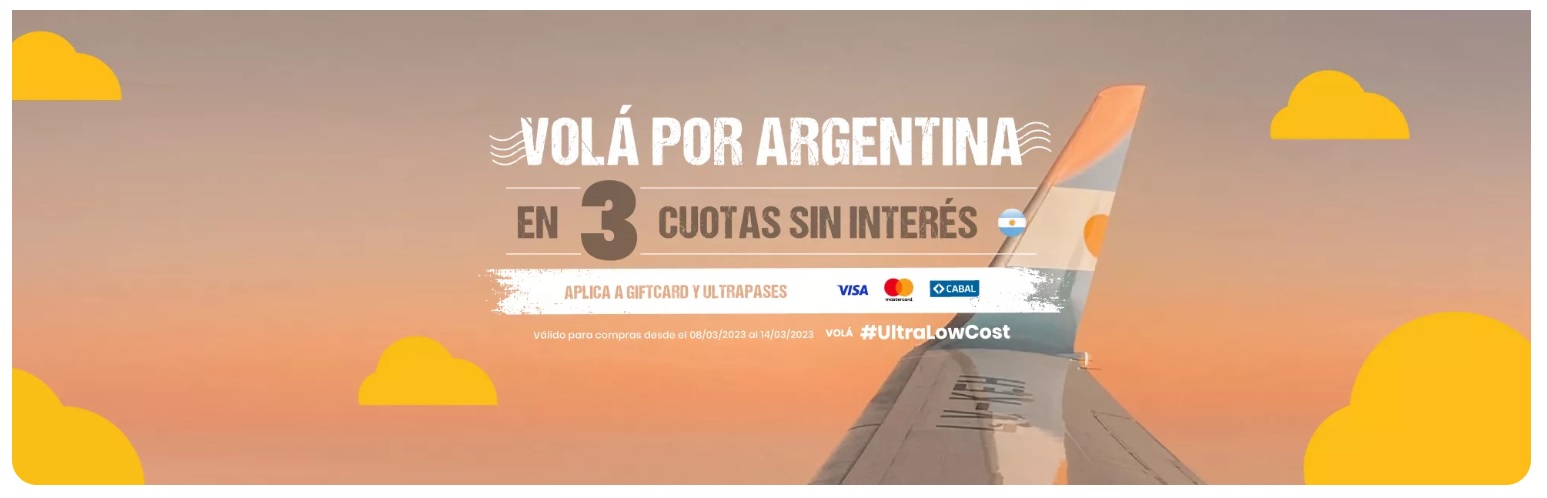 VOLÁ POR ARGENTINA
EN 3 CUOTAS SIN INTERÉS
APLICA A GIFTCARD Y ULTRAPASES VISA mastercard CABAL
Válido para compras desde el 08/03/2023 al 14/03/2023 VOLÁ #UltraLowCost